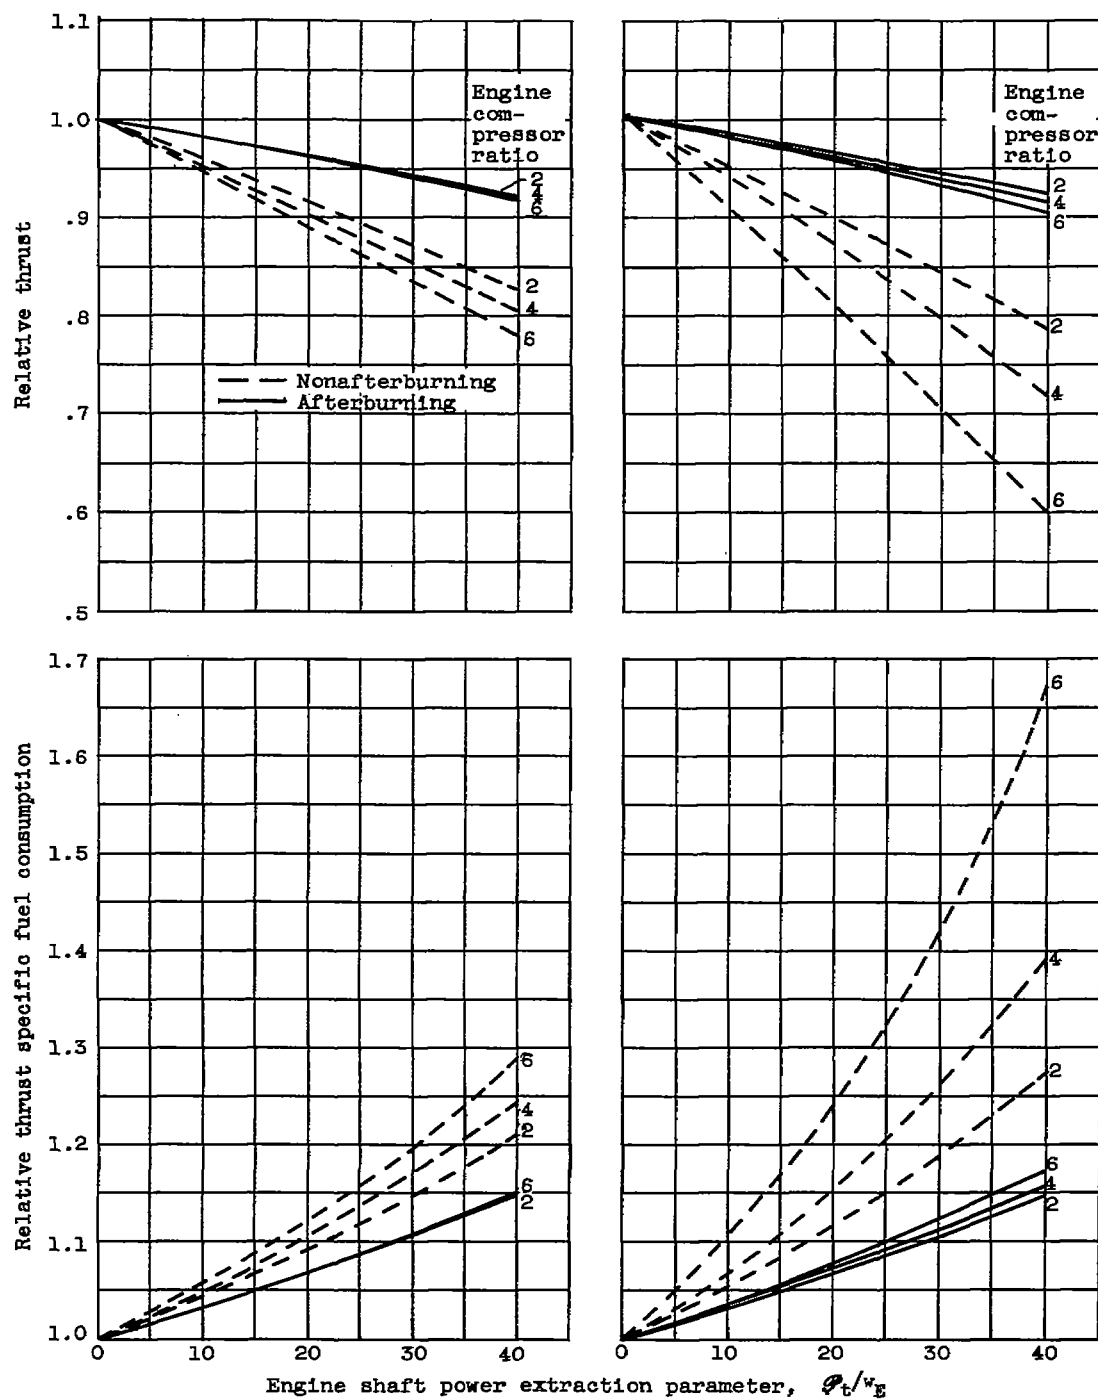 1.1
1.0
.9
.8
.7
.6
.5
Relative thrust
Engine
com-
pressor
ratio
2
4
6
2
4
6
Nonafterburning
Afterburning
Engine
com-
pressor
ratio
2
4
6
2
4
6
1.7
1.6
1.5
1.4
1.3
1.2
1.1
1.0
Relative thrust specific fuel consumption
6
4
2
6
2
0 10 20 30 40
6
4
2
6
4
2
0 10 20 30 40
Engine shaft power extraction parameter, 𝒫t/wE